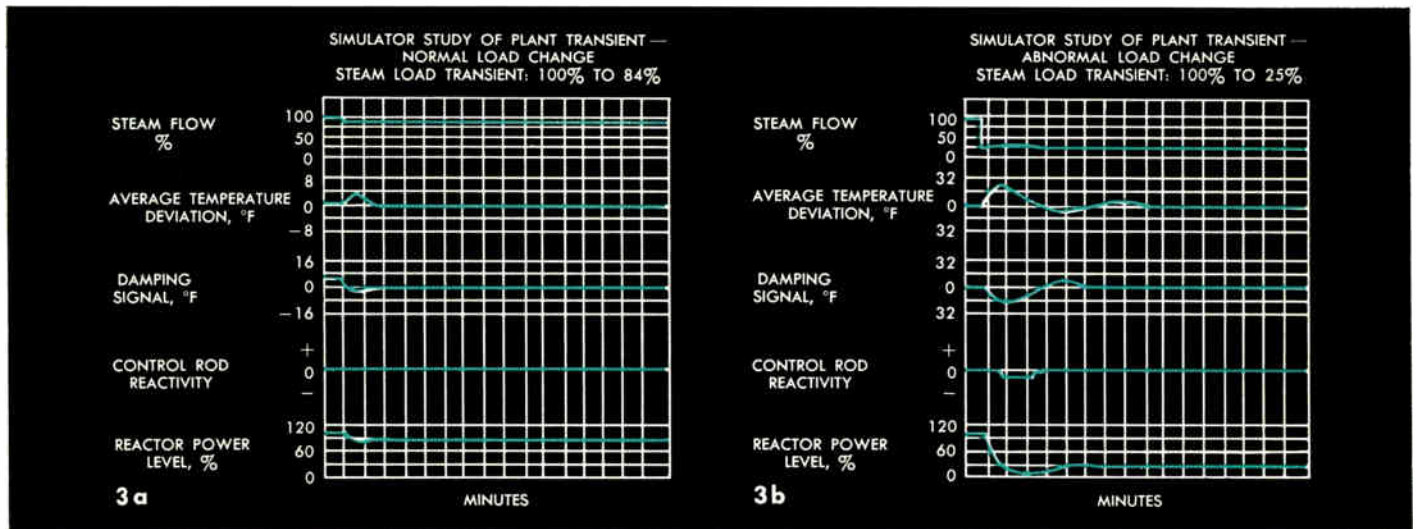 SIMULATOR STUDY OF PLANT TRANSIENT —
NORMAL LOAD CHANGE
STEAM LOAD TRANSIENT: 100% TO 84%
STEAM FLOW
%
100
50
0
AVERAGE TEMPERATURE
DEVIATION, °F
8
0
−8
DAMPING
SIGNAL, °F
16
0
−16
CONTROL ROD
REACTIVITY
+
0
−
REACTOR POWER
LEVEL, %
120
60
0
3a
MINUTES
SIMULATOR STUDY OF PLANT TRANSIENT —
ABNORMAL LOAD CHANGE
STEAM LOAD TRANSIENT: 100% TO 25%
STEAM FLOW
%
100
50
0
AVERAGE TEMPERATURE
DEVIATION, °F
32
0
32
DAMPING
SIGNAL, °F
32
0
32
CONTROL ROD
REACTIVITY
+
0
−
REACTOR POWER
LEVEL, %
120
60
0
3b
MINUTES